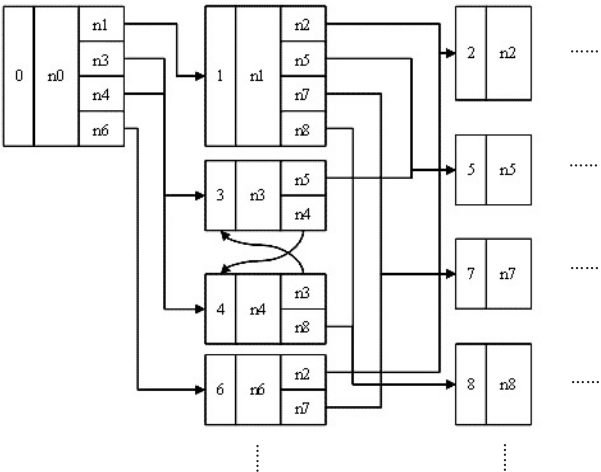 0 n0 n1 n3 n4 n6
1 n1 n2 n5 n7 n8
3 n3 n5 n4
4 n4 n3 n8
6 n6 n2 n7
2 n2 ......
5 n5 ......
7 n7 ......
8 n8 ......